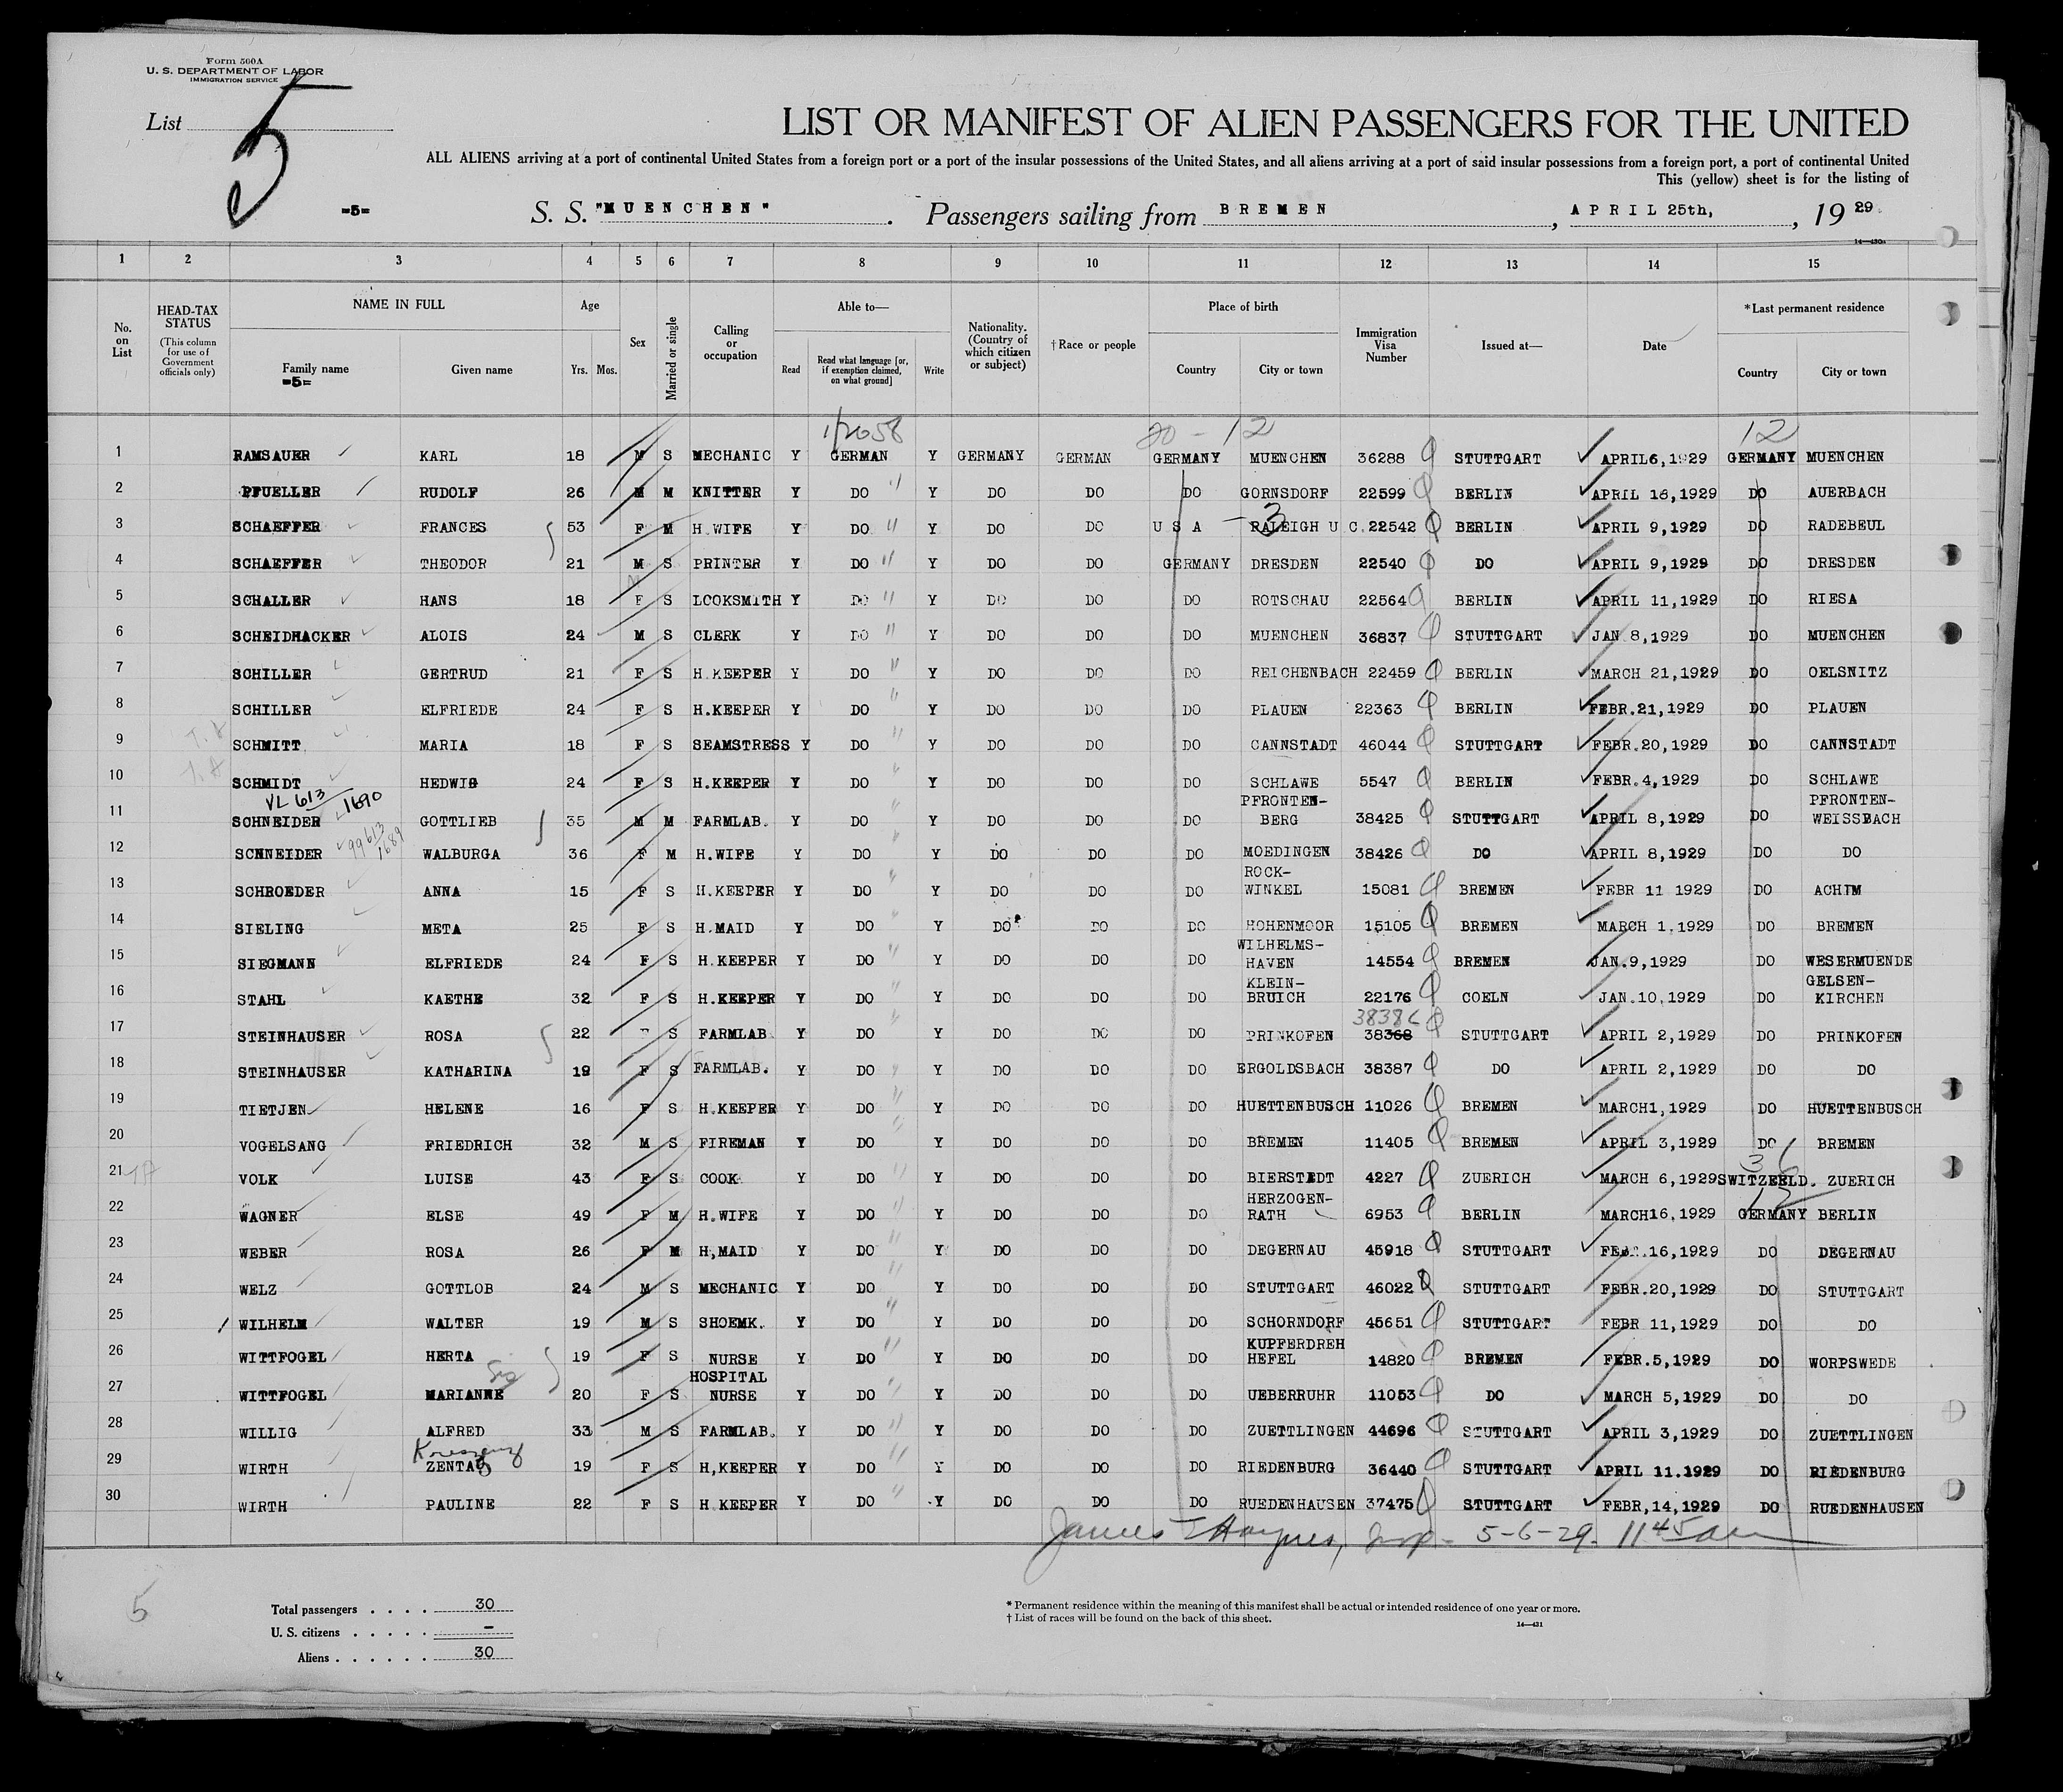 Form 500A
U. S. DEPARTMENT OF LABOR
IMMIGRATION SERVICE
List 5
LIST OR MANIFEST OF ALIEN PASSENGERS FOR THE UNITED
ALL ALIENS arriving at a port of continental United States from a foreign port or a port of the insular possessions of the United States, and all aliens arriving at a port of said insular possessions from a foreign port, a port of continental United
This (yellow) sheet is for the listing of
-5- S. S. "MUENCHEN". Passengers sailing from BREMEN, APRIL 25th, 1929
1 2 3 4 5 6 7 8 9 10 11 12 13 14 15
No. on List
HEAD-TAX STATUS (This column for use of Government officials only)
NAME IN FULL
Family name -5-
Given name
Age
Yrs. Mos.
Sex
Married or single
Calling or occupation
Able to—
Read
Read what language [or, if exemption claimed, on what ground]
Write
Nationality. (Country of which citizen or subject)
†Race or people
Place of birth
Country
City or town
Immigration Visa Number
Issued at—
Date
*Last permanent residence
Country
City or town
12
1 RAMSAUER KARL 18 M S MECHANIC Y GERMAN Y GERMANY GERMAN GERMANY MUENCHEN 36288 STUTTGART APRIL6,1929 GERMANY MUENCHEN
2 PFUELLER RUDOLF 26 M M KNITTER Y DO Y DO DO DO GORNSDORF 22599 BERLIN APRIL 16,1929 DO AUERBACH
3 SCHAEFFER FRANCES 53 F M H.WIFE Y DO Y DO DO U S A 3 RALEIGH U C. 22542 BERLIN APRIL 9,1929 DO RADEBEUL
4 SCHAEFFER THEODOR 21 M S PRINTER Y DO Y DO DO GERMANY DRESDEN 22540 DO APRIL 9,1929 DO DRESDEN
5 SCHALLER HANS 18 F S LOOKSMITH Y DO Y DO DO DO ROTSCHAU 22564 BERLIN APRIL 11,1929 DO RIESA
6 SCHEIDHACKER ALOIS 24 M S CLERK Y DO Y DO DO DO MUENCHEN 36837 STUTTGART JAN 8,1929 DO MUENCHEN
7 SCHILLER GERTRUD 21 F S H.KEEPER Y DO Y DO DO DO REICHENBACH 22459 BERLIN MARCH 21,1929 DO OELSNITZ
8 SCHILLER ELFRIEDE 24 F S H.KEEPER Y DO Y DO DO DO PLAUEN 22363 BERLIN FEBR.21,1929 DO PLAUEN
9 SCHMITT MARIA 18 F S SEAMSTRESS Y DO Y DO DO DO CANNSTADT 46044 STUTTGART FEBR.20,1929 DO CANNSTADT
10 SCHMIDT HEDWIG 24 F S H.KEEPER Y DO Y DO DO DO SCHLAWE 5547 BERLIN FEBR.4,1929 DO SCHLAWE
VL 613 1690
11 SCHNEIDER GOTTLIEB 35 M M FARMLAB. Y DO Y DO DO DO PFRONTEN-BERG 38425 STUTTGART APRIL 8,1929 DO PFRONTEN-WEISSBACH
12 SCHNEIDER 99613 1689 WALBURGA 36 F M H.WIFE Y DO Y DO DO DO MOEDINGEN 38426 DO APRIL 8,1929 DO DO
13 SCHROEDER ANNA 15 F S H.KEEPER Y DO Y DO DO DO ROCK-WINKEL 15081 BREMEN FEBR 11 1929 DO ACHIM
14 SIELING META 25 F S H.MAID Y DO Y DO DO DO HOHENMOOR 15105 BREMEN MARCH 1,1929 DO BREMEN
15 SIEGMANN ELFRIEDE 24 F S H.KEEPER Y DO Y DO DO DO WILHELMS-HAVEN 14554 BREMEN JAN.9,1929 DO WESERMUENDE
16 STAHL KAETHE 32 F S H.KEEPER Y DO Y DO DO DO KLEIN-BRUICH 22176 COELN JAN.10,1929 DO GELSEN-KIRCHEN
17 STEINHAUSER ROSA 22 S FARMLAB Y DO Y DO DO DO PRINKOFEN 38368 STUTTGART APRIL 2,1929 DO PRINKOFEN
18 STEINHAUSER KATHARINA 19 F S FARMLAB. Y DO Y DO DO DO ERGOLDSBACH 38387 DO APRIL 2,1929 DO DO
19 TIETJEN HELENE 16 F S H.KEEPER Y DO Y DO DO DO HUETTENBUSCH 11026 BREMEN MARCH1,1929 DO HUETTENBUSCH
20 VOGELSANG FRIEDRICH 32 M S FIREMAN Y DO Y DO DO DO BREMEN 11405 BREMEN APRIL 3,1929 DO BREMEN
21 VOLK LUISE 43 F S COOK Y DO Y DO DO DO BIERSTEDT 4227 ZUERICH MARCH 6,1929 SWITZERLD. ZUERICH
22 WAGNER ELSE 49 F M H.WIFE Y DO Y DO DO DO HERZOGEN-RATH 6953 BERLIN MARCH16,1929 12 GERMANY BERLIN
23 WEBER ROSA 26 F M H,MAID Y DO Y DO DO DO DEGERNAU 45918 STUTTGART FEBR.16,1929 DO DEGERNAU
24 WELZ GOTTLOB 24 M S MECHANIC Y DO Y DO DO DO STUTTGART 46022 STUTTGART FEBR.20,1929 DO STUTTGART
25 WILHELM WALTER 19 M S SHOEMK. Y DO Y DO DO DO SCHORNDORF 45651 STUTTGART FEBR 11,1929 DO DO
26 WITTFOGEL HERTA 19 F S NURSE Y DO Y DO DO DO KUPFERDREH HEFEL 14820 BREMEN FEBR.5,1929 DO WORPSWEDE
27 WITTFOGEL MARIANNE 20 F S HOSPITAL NURSE Y DO Y DO DO DO UEBERRUHR 11053 DO MARCH 5,1929 DO DO
28 WILLIG ALFRED 33 M S FARMLAB. Y DO Y DO DO DO ZUETTLINGEN 44696 STUTTGART APRIL 3,1929 DO ZUETTLINGEN
29 WIRTH ZENTA 19 F S H,KEEPER Y DO Y DO DO DO RIEDENBURG 36440 STUTTGART APRIL 11.1929 DO RIEDENBURG
30 WIRTH PAULINE 22 F S H.KEEPER Y DO Y DO DO DO RUEDENHAUSEN 37475 STUTTGART FEBR,14,1929 DO RUEDENHAUSEN
James Haynes, Insp. 5-6-29. 11 45 am
5
Total passengers . . . . 30
U. S. citizens . . . . . -
Aliens . . . . . . 30
* Permanent residence within the meaning of this manifest shall be actual or intended residence of one year or more.
† List of races will be found on the back of this sheet.
14—431